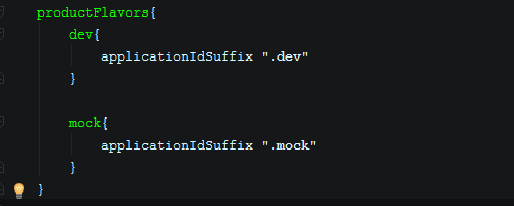 productFlavors{
dev{
applicationIdSuffix ".dev"
}
mock{
applicationIdSuffix ".mock"
}
}